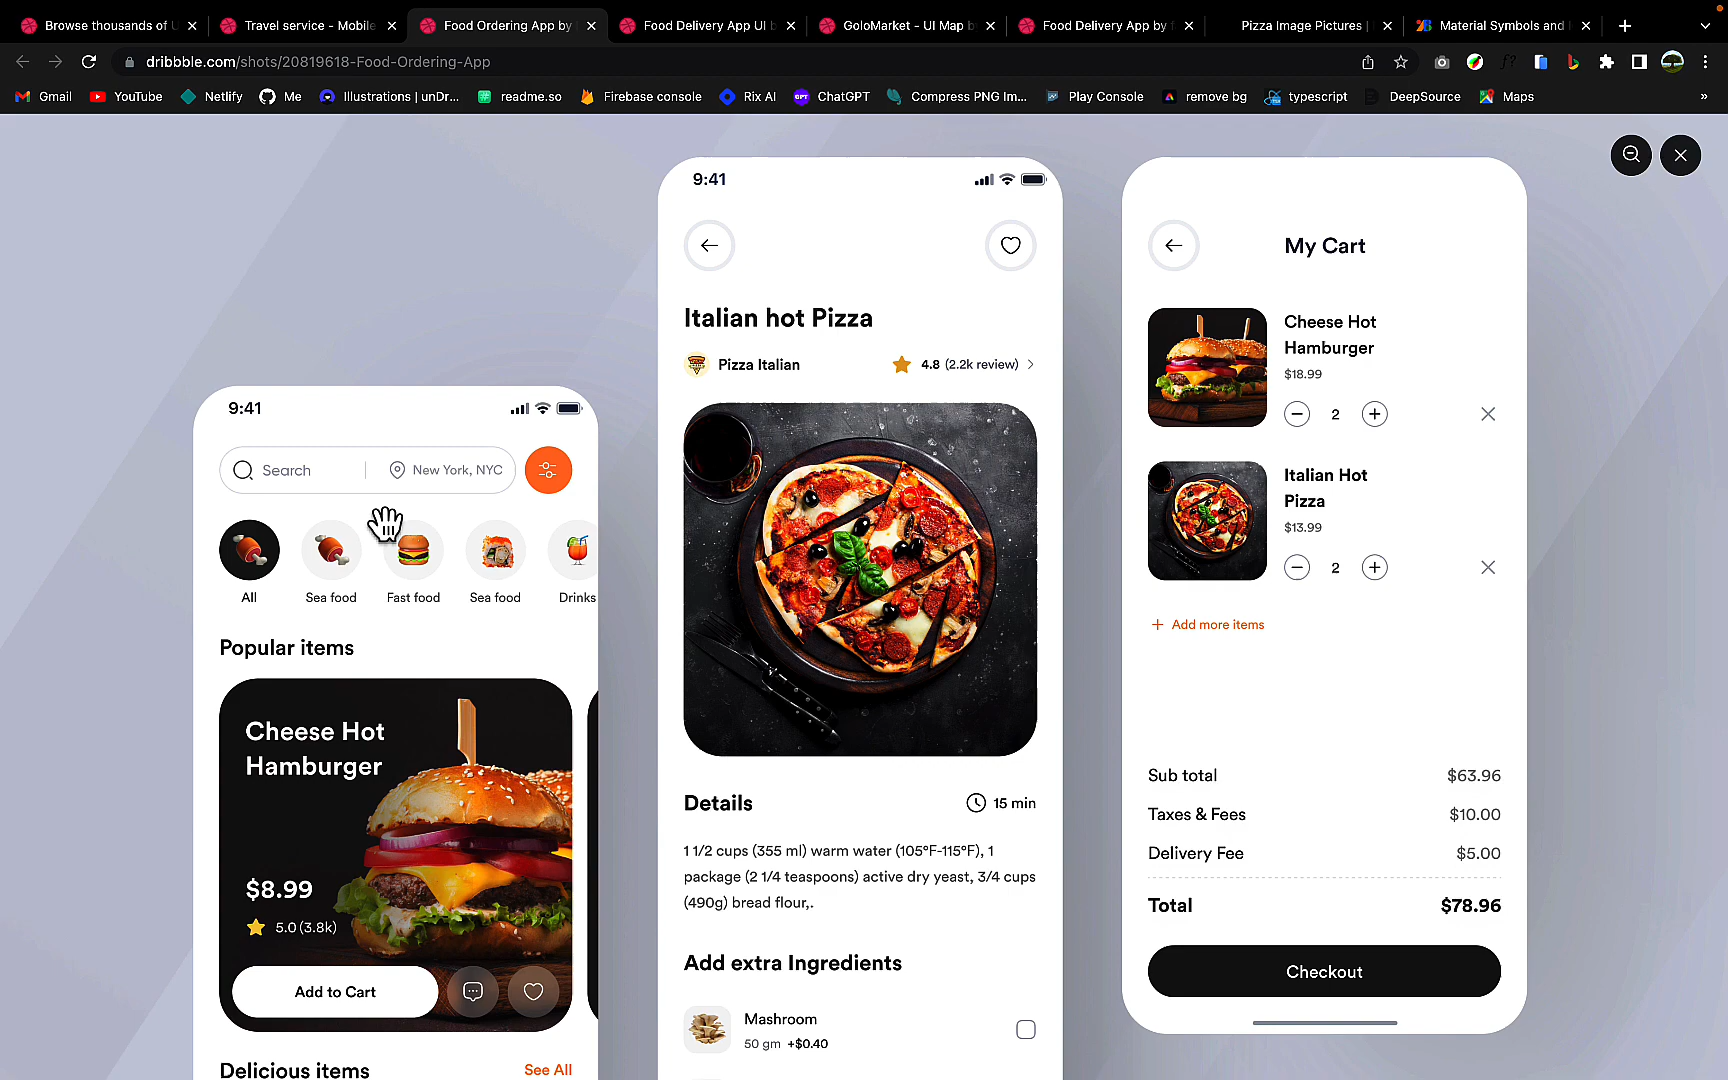 Browse thousands of U
Travel service - Mobile
Food Ordering App by
Food Delivery App UI b
GoloMarket - UI Map b
Food Delivery App by f
Pizza Image Pictures |
Material Symbols and I
dribbble.com/shots/20819618-Food-Ordering-App
Gmail
YouTube
Netlify
Me
Illustrations | unDr...
readme.so
Firebase console
Rix AI
ChatGPT
Compress PNG Im...
Play Console
remove bg
typescript
DeepSource
Maps
»
9:41
Search
New York, NYC
All
Sea food
Fast food
Sea food
Drinks
Popular items
Cheese Hot
Hamburger
$8.99
5.0 (3.8k)
Add to Cart
Delicious items
See All
9:41
Italian hot Pizza
Pizza Italian
4.8 (2.2k review)
Details
15 min
1 1/2 cups (355 ml) warm water (105°F-115°F), 1
package (2 1/4 teaspoons) active dry yeast, 3/4 cups
(490g) bread flour,.
Add extra Ingredients
Mashroom
50 gm +$0.40
My Cart
Cheese Hot
Hamburger
$18.99
2
Italian Hot
Pizza
$13.99
2
+ Add more items
Sub total $63.96
Taxes & Fees $10.00
Delivery Fee $5.00
Total $78.96
Checkout